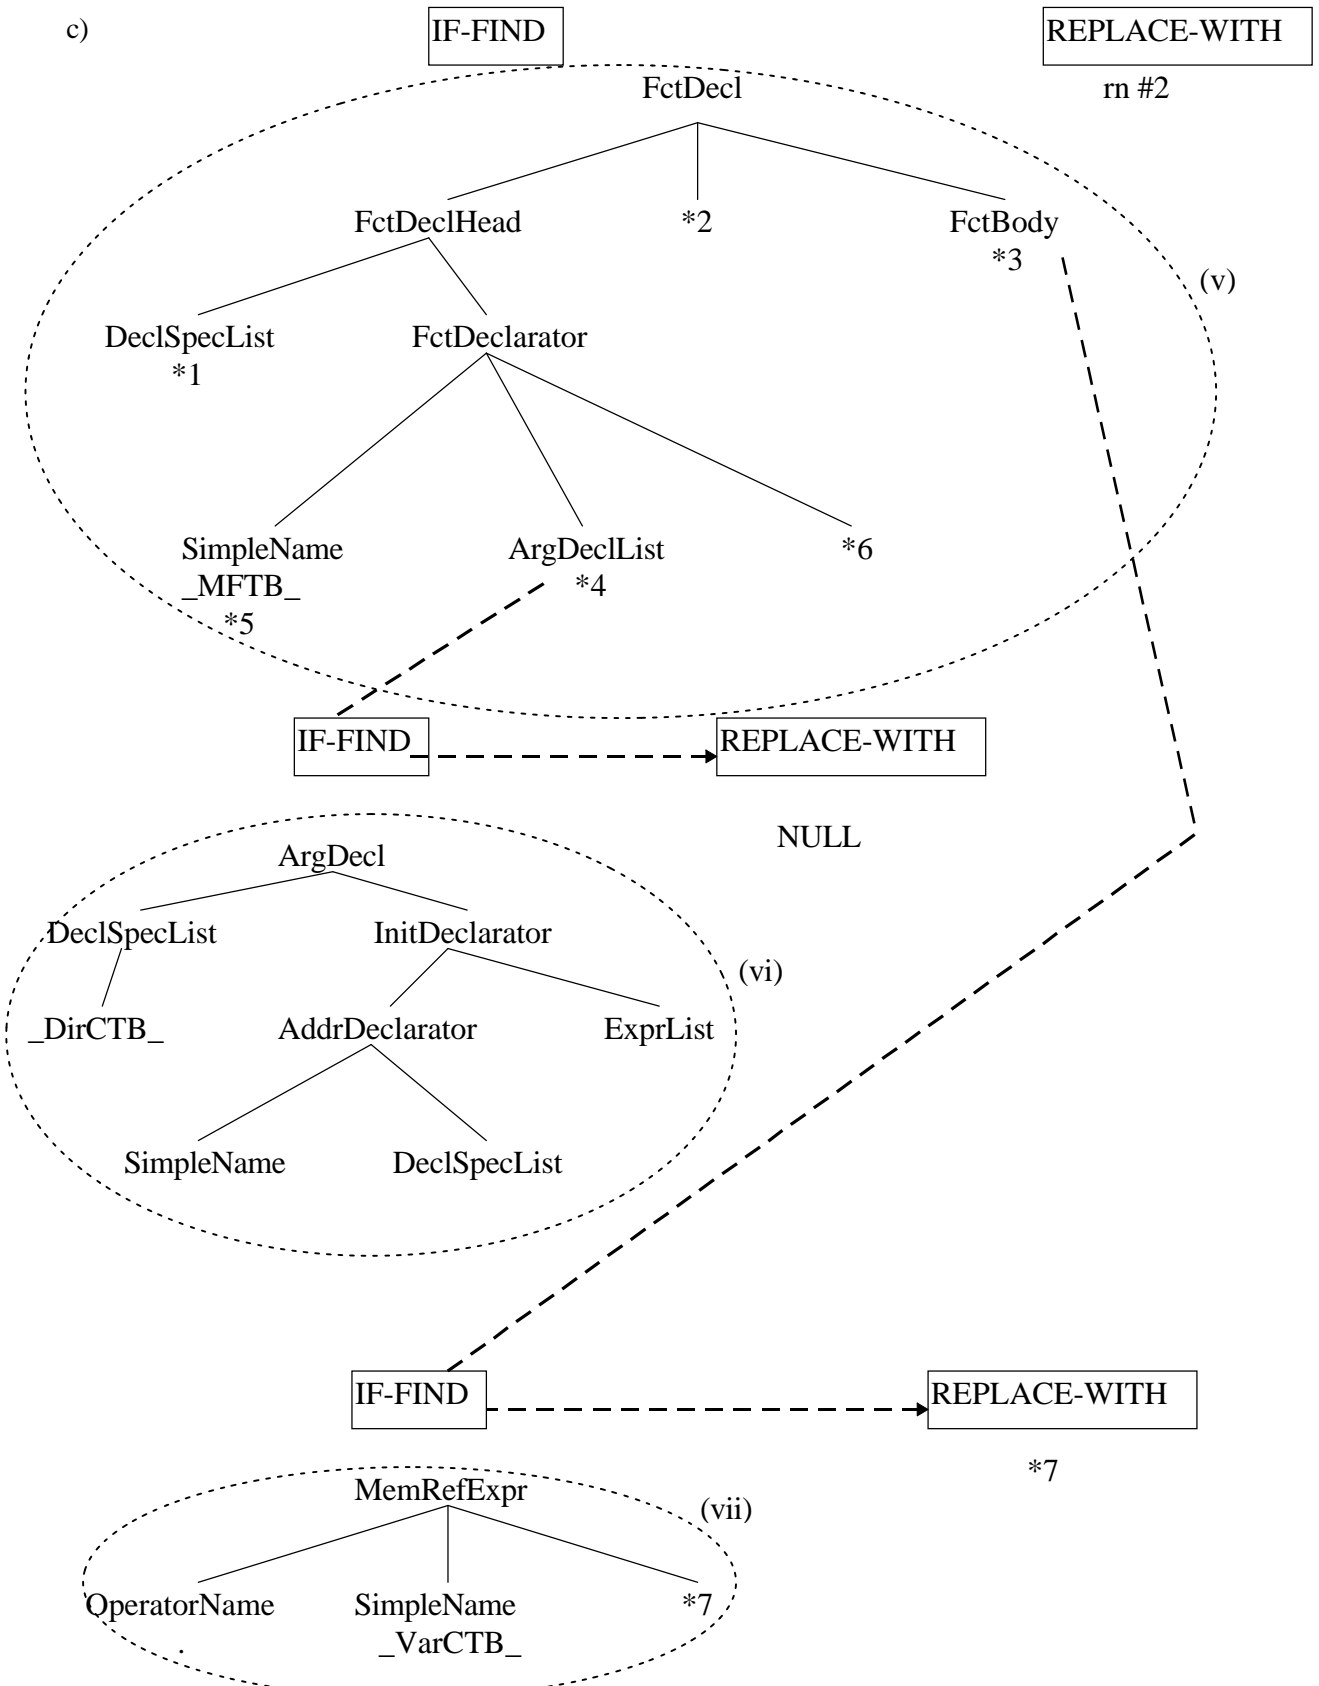 c)
IF-FIND
REPLACE-WITH
FctDecl
rn #2
FctDeclHead
*2
FctBody
*3
(v)
DeclSpecList
*1
FctDeclarator
SimpleName
_MFTB_
*5
ArgDeclList
*4
*6
IF-FIND
REPLACE-WITH
NULL
ArgDecl
DeclSpecList
InitDeclarator
(vi)
_DirCTB_
AddrDeclarator
ExprList
SimpleName
DeclSpecList
IF-FIND
REPLACE-WITH
*7
MemRefExpr
(vii)
OperatorName
.
SimpleName
_VarCTB_
*7